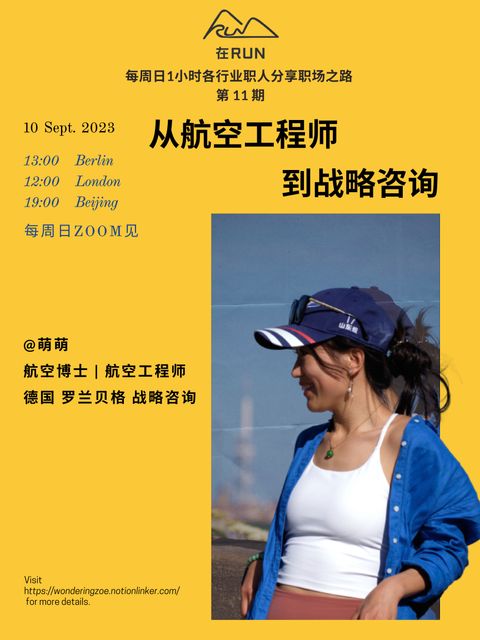 RUN
在RUN
每周日1小时各行业职人分享职场之路
第 11 期
10 Sept. 2023
从航空工程师
到战略咨询
13:00 Berlin
12:00 London
19:00 Beijing
每周日ZOOM见
@萌萌
航空博士 | 航空工程师
德国 罗兰贝格 战略咨询
Visit
https://wonderingzoe.notionlinker.com/
for more details.